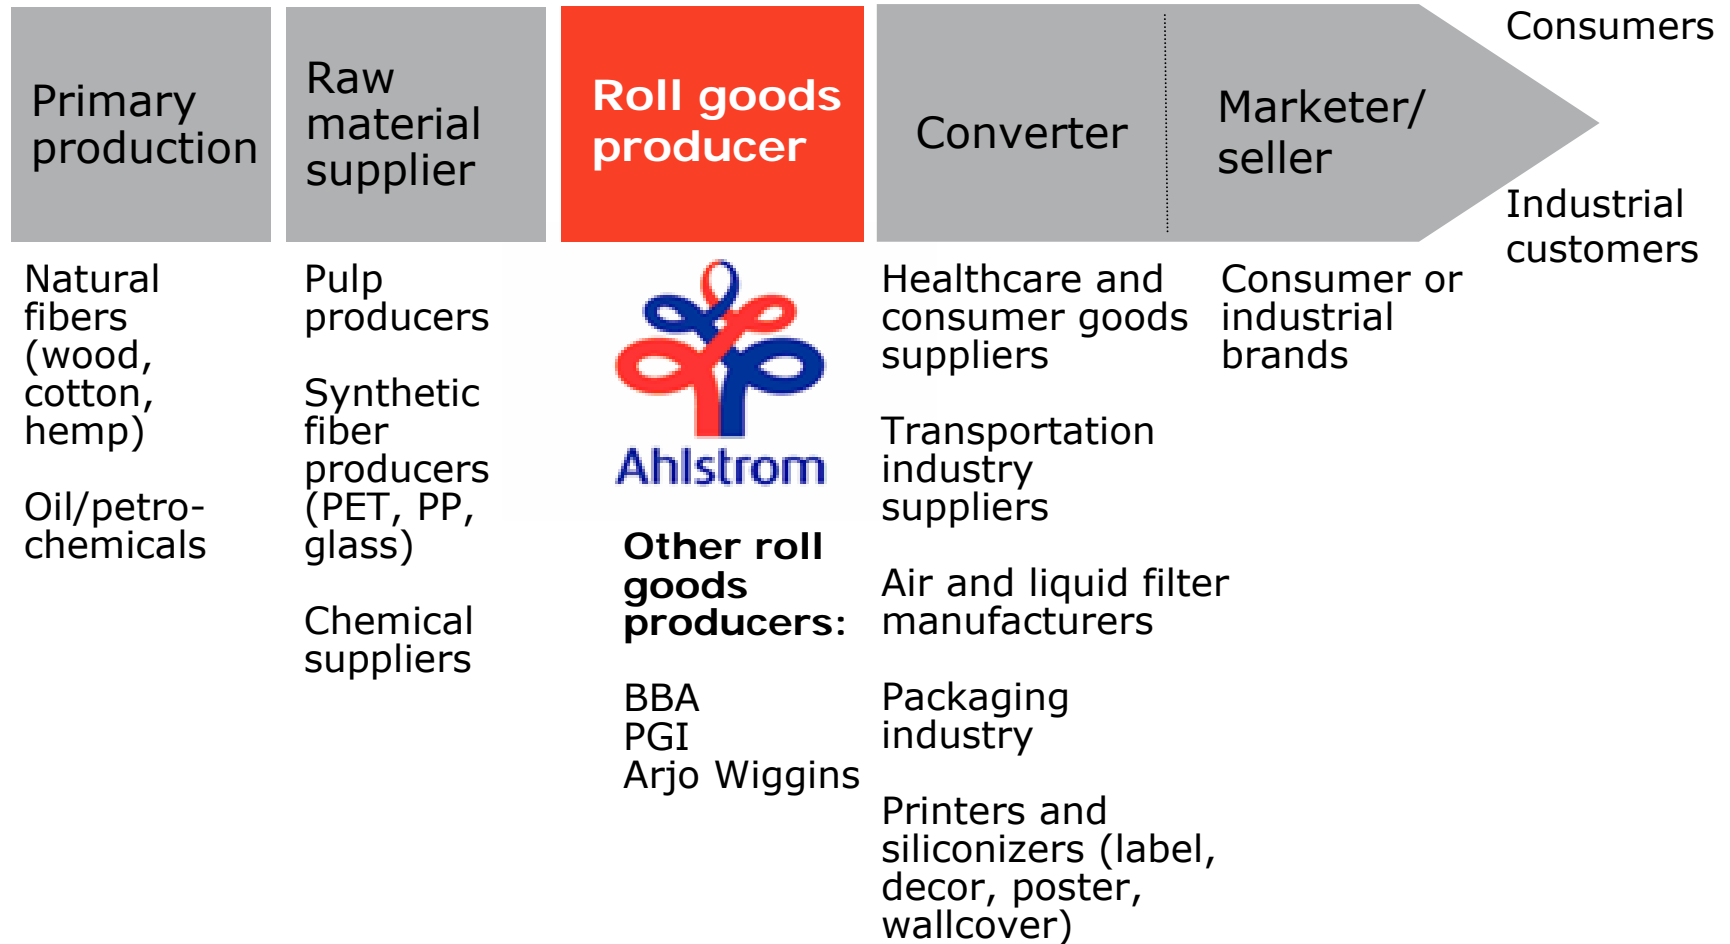 Primary
production
Raw
material
supplier
Roll goods
producer
Converter
Marketer/
seller
Consumers
Industrial
customers
Natural
fibers
(wood,
cotton,
hemp)
Oil/petro-
chemicals
Pulp
producers
Synthetic
fiber
producers
(PET, PP,
glass)
Chemical
suppliers
Ahlstrom
Other roll
goods
producers:
BBA
PGI
Arjo Wiggins
Healthcare and
consumer goods
suppliers
Transportation
industry
suppliers
Air and liquid filter
manufacturers
Packaging
industry
Printers and
siliconizers (label,
decor, poster,
wallcover)
Consumer or
industrial
brands